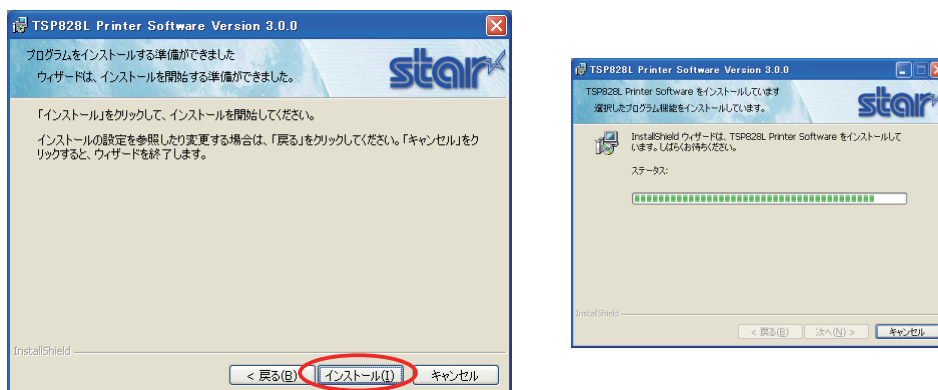 TSP828L Printer Software Version 3.0.0
プログラムをインストールする準備ができました
ウィザードは、インストールを開始する準備ができました。
star
「インストール」をクリックして、インストールを開始してください。
インストールの設定を参照したり変更する場合は、「戻る」をクリックしてください。「キャンセル」をク
リックすると、ウィザードを終了します。
InstallShield
< 戻る(B)
インストール(I)
キャンセル
TSP828L Printer Software Version 3.0.0
TSP828L Printer Software をインストールしています
選択したプログラム機能をインストールしています。
star
InstallShield ウィザードは、TSP828L Printer Software をインストールして
います。しばらくお待ちください。
ステータス:
InstallShield
< 戻る(B)
次へ(N) >
キャンセル